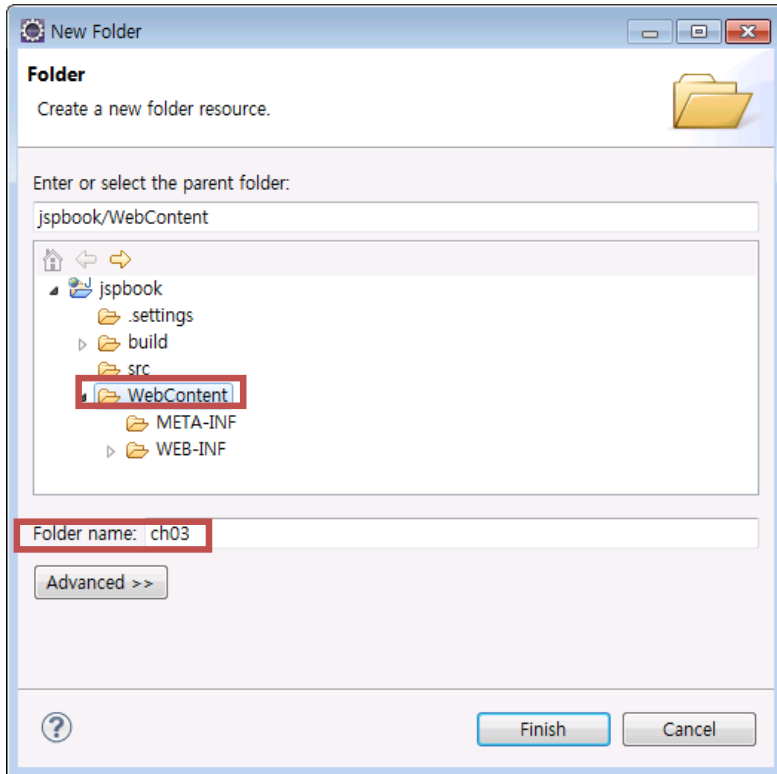 New Folder
Folder
Create a new folder resource.
Enter or select the parent folder:
jspbook/WebContent
jspbook
.settings
build
src
WebContent
META-INF
WEB-INF
Folder name: ch03
Advanced >>
?
Finish Cancel